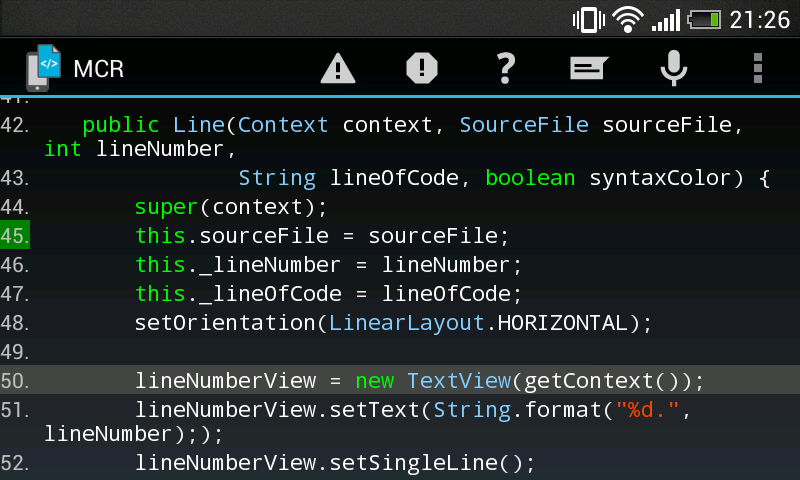 21:26
</> MCR
41.
42. public Line(Context context, SourceFile sourceFile,
int lineNumber,
43. String lineOfCode, boolean syntaxColor) {
44. super(context);
45. this.sourceFile = sourceFile;
46. this._lineNumber = lineNumber;
47. this._lineOfCode = lineOfCode;
48. setOrientation(LinearLayout.HORIZONTAL);
49.
50. lineNumberView = new TextView(getContext());
51. lineNumberView.setText(String.format("%d.",
lineNumber););
52. lineNumberView.setSingleLine();